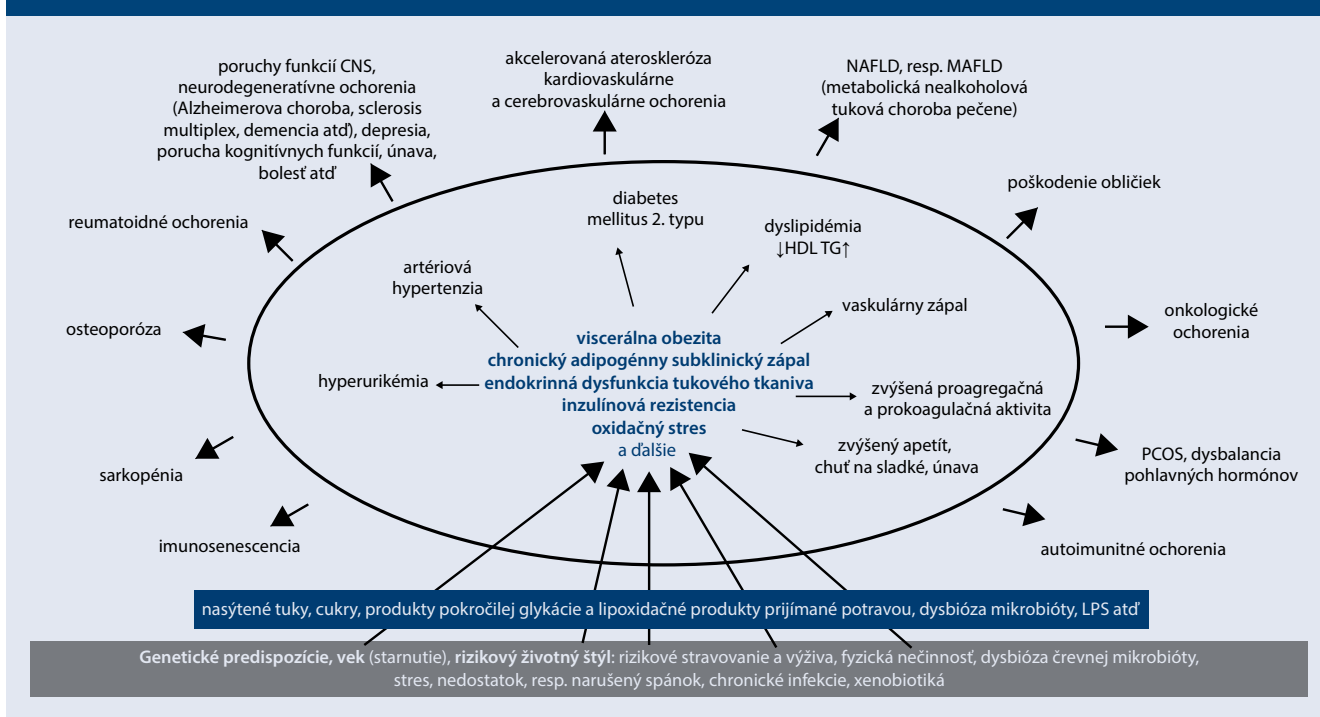 poruchy funkcií CNS,
neurodegeneratívne ochorenia
(Alzheimerova choroba, sclerosis
multiplex, demencia atď), depresia,
porucha kognitívnych funkcií, únava,
bolesť atď
akcelerovaná ateroskleróza
kardiovaskulárne
a cerebrovaskulárne ochorenia
NAFLD, resp. MAFLD
(metabolická nealkoholová
tuková choroba pečene)
poškodenie obličiek
reumatoidné ochorenia
diabetes
mellitus 2. typu
dyslipidémia
↓HDL TG↑
artériová
hypertenzia
vaskulárny zápal
onkologické
ochorenia
osteoporóza
viscerálna obezita
chronický adipogénny subklinický zápal
endokrinná dysfunkcia tukového tkaniva
inzulínová rezistencia
oxidačný stres
a ďalšie
hyperurikémia
zvýšená proagregačná
a prokoagulačná aktivita
zvýšený apetít,
chuť na sladké, únava
PCOS, dysbalancia
pohlavných hormónov
sarkopénia
imunosenescencia
autoimunitné ochorenia
nasýtené tuky, cukry, produkty pokročilej glykácie a lipoxidačné produkty prijímané potravou, dysbióza mikrobióty, LPS atď
Genetické predispozície, vek (starnutie), rizikový životný štýl: rizikové stravovanie a výživa, fyzická nečinnosť, dysbióza črevnej mikrobióty,
stres, nedostatok, resp. narušený spánok, chronické infekcie, xenobiotiká